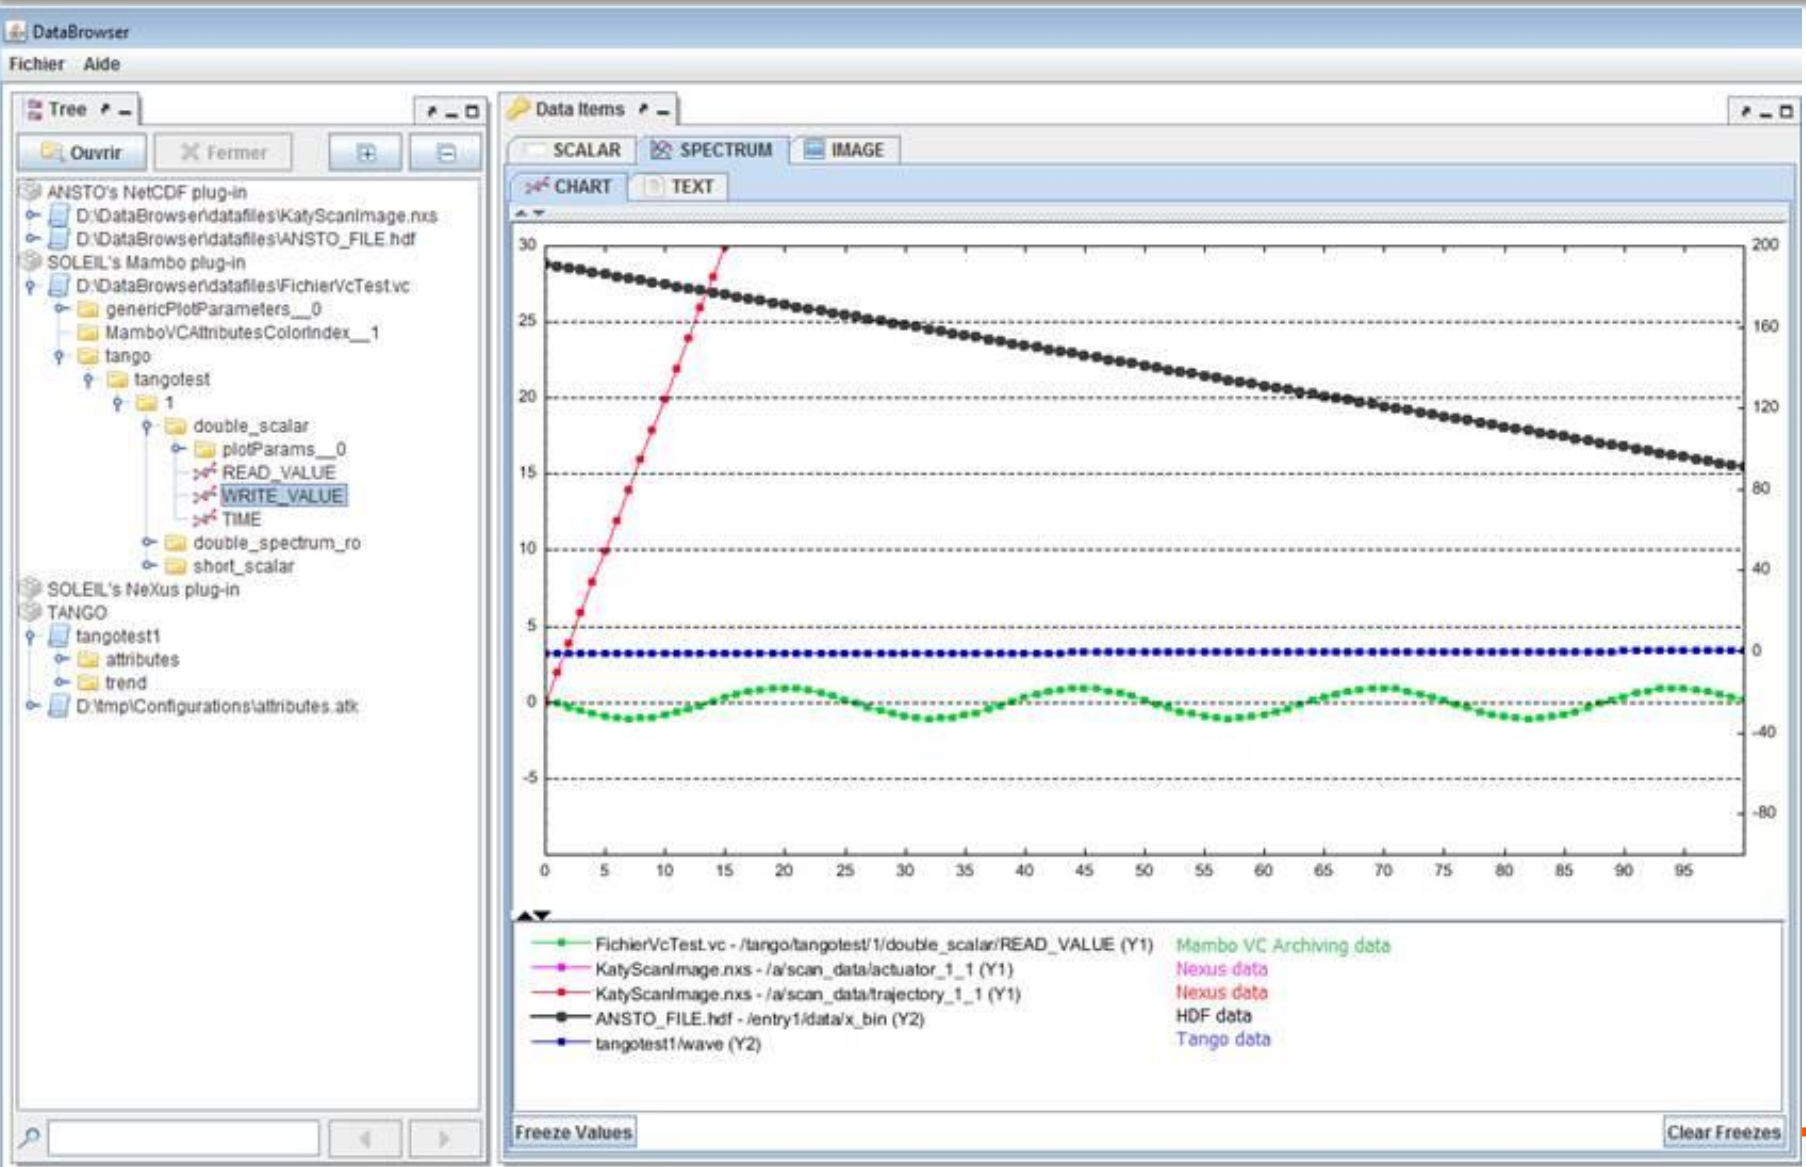 DataBrowser
Fichier Aide
Tree
Ouvrir
Fermer
ANSTO's NetCDF plug-in
D:\DataBrowser\datafiles\KatyScanImage.nxs
D:\DataBrowser\datafiles\ANSTO_FILE.hdf
SOLEIL's Mambo plug-in
D:\DataBrowser\datafiles\FichierVcTest.vc
genericPlotParameters__0
MamboVCAttributesColorIndex__1
tango
tangotest
1
double_scalar
plotParams__0
READ_VALUE
WRITE_VALUE
TIME
double_spectrum_ro
short_scalar
SOLEIL's NeXus plug-in
TANGO
tangotest1
attributes
trend
D:\tmp\Configurations\attributes.atk
Data Items
SCALAR SPECTRUM IMAGE
CHART TEXT
30
25
20
15
10
5
0
-5
200
160
120
80
40
0
-40
-80
0 5 10 15 20 25 30 35 40 45 50 55 60 65 70 75 80 85 90 95
FichierVcTest.vc - /tango/tangotest/1/double_scalar/READ_VALUE (Y1) Mambo VC Archiving data
KatyScanImage.nxs - /a/scan_data/actuator_1_1 (Y1) Nexus data
KatyScanImage.nxs - /a/scan_data/trajectory_1_1 (Y1) Nexus data
ANSTO_FILE.hdf - /entry1/data/x_bin (Y2) HDF data
tangotest1/wave (Y2) Tango data
Freeze Values
Clear Freezes